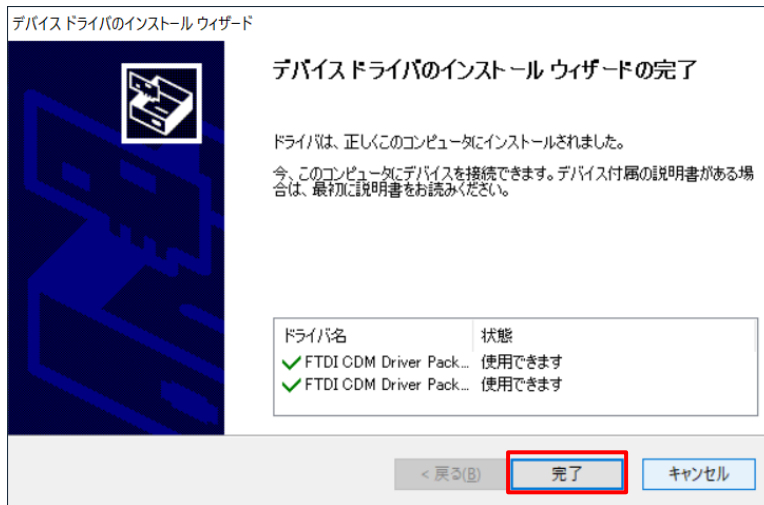 デバイス ドライバのインストール ウィザード
デバイス ドライバのインストール ウィザードの完了
ドライバは、正しくこのコンピュータにインストールされました。
今、このコンピュータにデバイスを接続できます。デバイス付属の説明書がある場
合は、最初に説明書をお読みください。
ドライバ名 状態
FTDI CDM Driver Pack... 使用できます
FTDI CDM Driver Pack... 使用できます
< 戻る(B) 完了 キャンセル